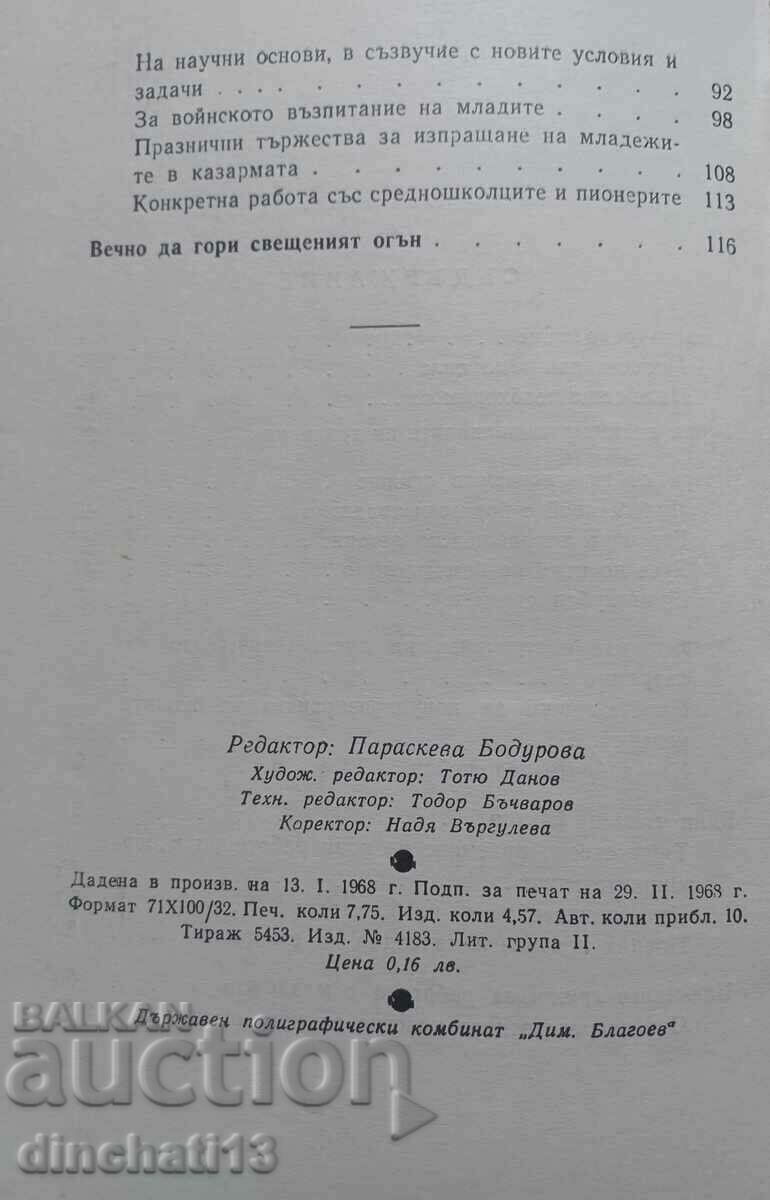 На научни основи, в съзвучие с новите условия и
задачи . . . . . . . . . . . . . . 92
За войнското възпитание на младите . . . . 98
Празнични тържества за изпращане на младежи-
те в казармата . . . . . . . . . . 108
Конкретна работа със средношколците и пионерите 113
Вечно да гори свещеният огън . . . . . . . 116
Редактор: Параскева Бодурова
Худож. редактор: Тотю Данов
Техн. редактор: Тодор Бъчваров
Коректор: Надя Въргулева
Дадена в произв. на 13. I. 1968 г. Подп. за печат на 29. II. 1968 г.
Формат 71X100/32. Печ. коли 7,75. Изд. коли 4,57. Авт. коли прибл. 10.
Тираж 5453. Изд. № 4183. Лит. група II.
Цена 0,16 лв.
Държавен полиграфически комбинат „Дим. Благоев“
BALKAN
auction
dinchati13